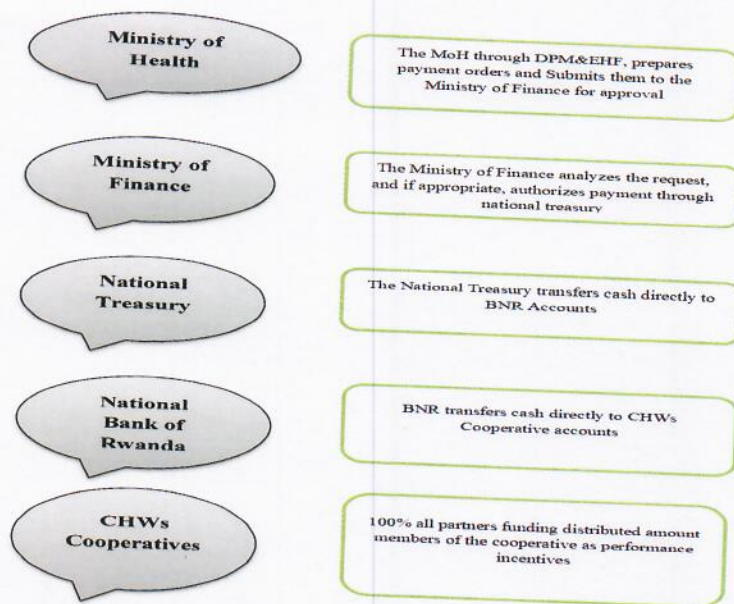 Ministry of
Health
The MoH through DPM&EHF, prepares
payment orders and Submits them to the
Ministry of Finance for approval
Ministry of
Finance
The Ministry of Finance analyzes the request,
and if appropriate, authorizes payment through
national treasury
National
Treasury
The National Treasury transfers cash directly to
BNR Accounts
National
Bank of
Rwanda
BNR transfers cash directly to CHWs
Cooperative accounts
CHWs
Cooperatives
100% all partners funding distributed amount
members of the cooperative as performance
incentives